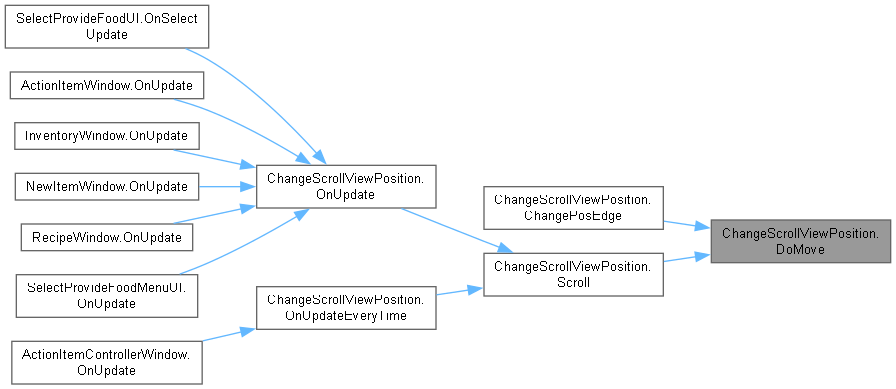 SelectProvideFoodUI.OnSelect
Update
ActionItemWindow.OnUpdate
InventoryWindow.OnUpdate
NewItemWindow.OnUpdate
RecipeWindow.OnUpdate
SelectProvideFoodMenuUI.
OnUpdate
ActionItemControllerWindow.
OnUpdate
ChangeScrollViewPosition.
OnUpdate
ChangeScrollViewPosition.
OnUpdateEveryTime
ChangeScrollViewPosition.
ChangePosEdge
ChangeScrollViewPosition.
Scroll
ChangeScrollViewPosition.
DoMove